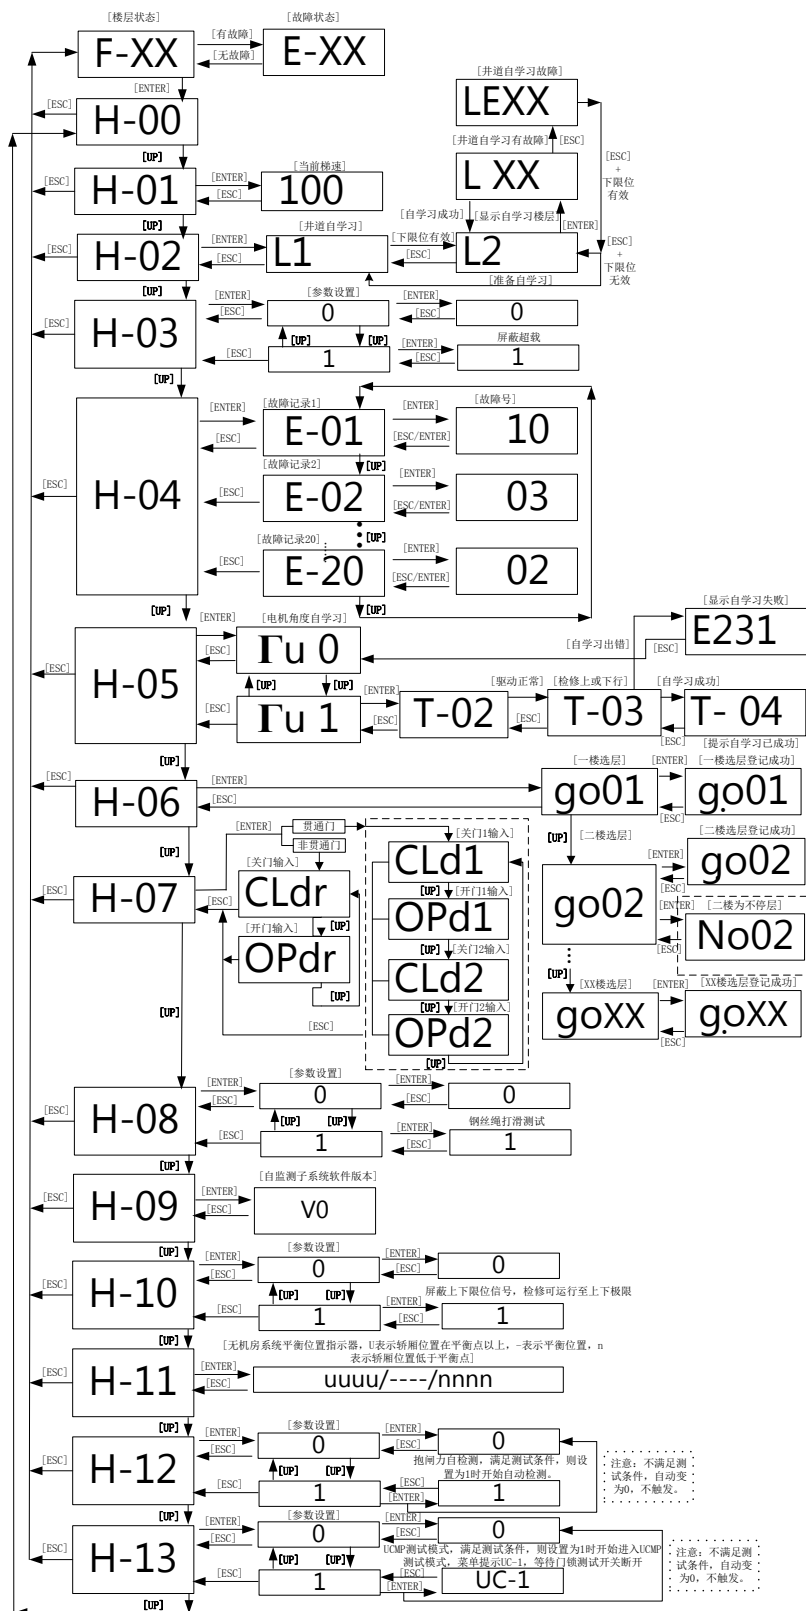 [楼层状态]
[故障状态]
F-XX
[有故障]
[无故障]
E-XX
[ENTER]
[ESC]
H-00
[UP]
[井道自学习故障]
LEXX
[井道自学习有故障]
[ESC]
L XX
[ESC]
+
下限位
有效
[ESC]
H-01
[ENTER]
[ESC]
[当前梯速]
100
[UP]
[自学习成功]
[显示自学习楼层]
[ENTER]
[ESC]
H-02
[ENTER]
[ESC]
[井道自学习]
L1
[下限位有效]
[ESC]
L2
[准备自学习]
[ESC]
+
下限位
无效
[UP]
[ESC]
H-03
[ENTER]
[ESC]
[参数设置]
0
[ENTER]
[ESC]
0
[UP]
[UP]
[ESC]
1
[ENTER]
[ESC]
屏蔽超载
1
[UP]
[ESC]
H-04
[ENTER]
[ESC]
[故障记录1]
E-01
[ENTER]
[ESC/ENTER]
[故障号]
10
[UP]
[故障记录2]
[ESC]
E-02
[ENTER]
[ESC/ENTER]
03
[UP]
[故障记录20]
[ESC]
E-20
[ENTER]
[ESC/ENTER]
02
[UP]
[UP]
[ESC]
H-05
[ENTER]
[ESC]
[电机角度自学习]
Γu 0
[自学习出错]
[显示自学习失败]
E231
[ESC]
[UP]
[UP]
[ESC]
Γu 1
[ENTER]
[ESC]
T-02
[驱动正常]
[ESC]
[检修上或下行]
T-03
[自学习成功]
[ESC]
T- 04
[提示自学习已成功]
[UP]
[ESC]
H-06
[ENTER]
[ESC]
[一楼选层]
go01
[ENTER]
[ESC]
[一楼选层登记成功]
g.o01
[UP]
[二楼选层]
go02
[ENTER]
[ESC]
[二楼选层登记成功]
go02
[ENTER]
[ESC]
[二楼为不停层]
No02
[UP]
[XX楼选层]
goXX
[ENTER]
[ESC]
[XX楼选层登记成功]
g.oXX
[UP]
[ESC]
H-07
[ENTER]
[ESC]
贯通门
非贯通门
[关门输入]
CLdr
[UP]
[开门输入]
OPdr
[UP]
[ESC]
[关门1输入]
CLd1
[UP]
[开门1输入]
OPd1
[UP]
[关门2输入]
CLd2
[UP]
[开门2输入]
OPd2
[UP]
[UP]
[ESC]
H-08
[ENTER]
[ESC]
[参数设置]
0
[ENTER]
[ESC]
0
[UP]
[UP]
[ESC]
1
[ENTER]
[ESC]
钢丝绳打滑测试
1
[UP]
[ESC]
H-09
[ENTER]
[ESC]
[自监测子系统软件版本]
V0
[UP]
[ESC]
H-10
[ENTER]
[ESC]
[参数设置]
0
[ENTER]
[ESC]
0
[UP]
[UP]
[ESC]
1
[ENTER]
[ESC]
屏蔽上下限位信号，检修可运行至上下极限
1
[UP]
[ESC]
H-11
[ENTER]
[ESC]
[无机房系统平衡位置指示器，U表示轿厢位置在平衡点以上，-表示平衡位置，n
表示轿厢位置低于平衡点]
uuuu/----/nnnn
[UP]
[ESC]
H-12
[ENTER]
[ESC]
[参数设置]
0
[ENTER]
[ESC]
0
[UP]
[UP]
抱闸力自检测，满足测试条件，则设
置为1时开始自动检测。
[ESC]
1
[ESC]
[ENTER]
1
注意：不满足测
试条件，自动变
为0，不触发。
[UP]
[ESC]
H-13
[ENTER]
[ESC]
[参数设置]
0
[ENTER]
[ESC]
0
[UP]
[UP]
UCMP测试模式，满足测试条件，则设置为1时开始进入UCMP
测试模式，菜单提示UC-1，等待门锁测试开关断开
[ESC]
1
[ESC]
[ENTER]
UC-1
注意：不满足测
试条件，自动变
为0，不触发。
[UP]